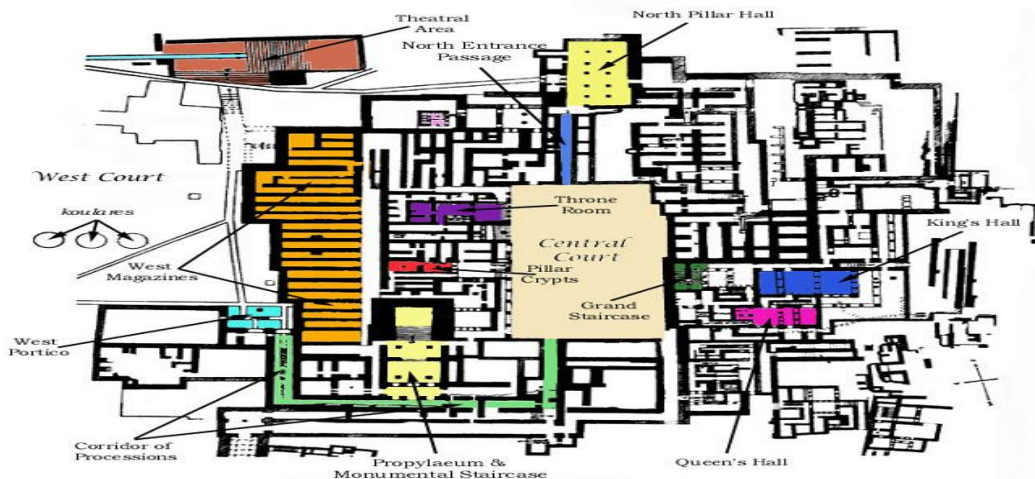 Theatral
Area
North Pillar Hall
North Entrance
Passage
West Court
koulares
Throne
Room
King's Hall
Central
Court
West
Magazines
Pillar
Crypts
Grand
Staircase
West
Portico
Corridor of
Processions
Propylaeum &
Monumental Staircase
Queen's Hall